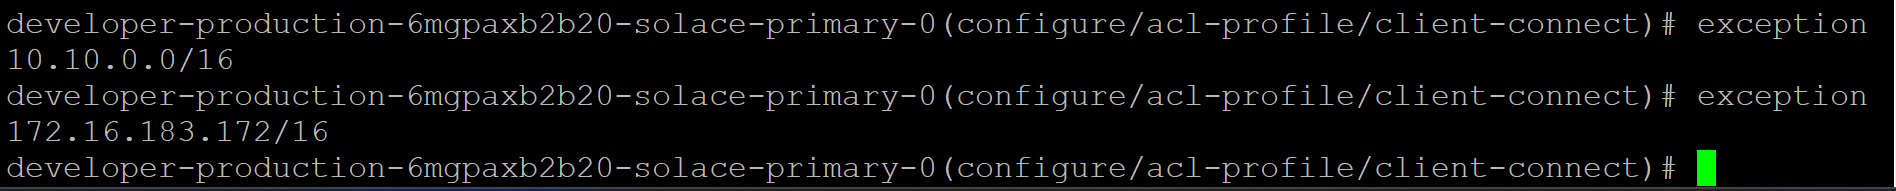 developer-production-6mgpaxb2b20-solace-primary-0(configure/acl-profile/client-connect)# exception
10.10.0.0/16
developer-production-6mgpaxb2b20-solace-primary-0(configure/acl-profile/client-connect)# exception
172.16.183.172/16
developer-production-6mgpaxb2b20-solace-primary-0(configure/acl-profile/client-connect)#